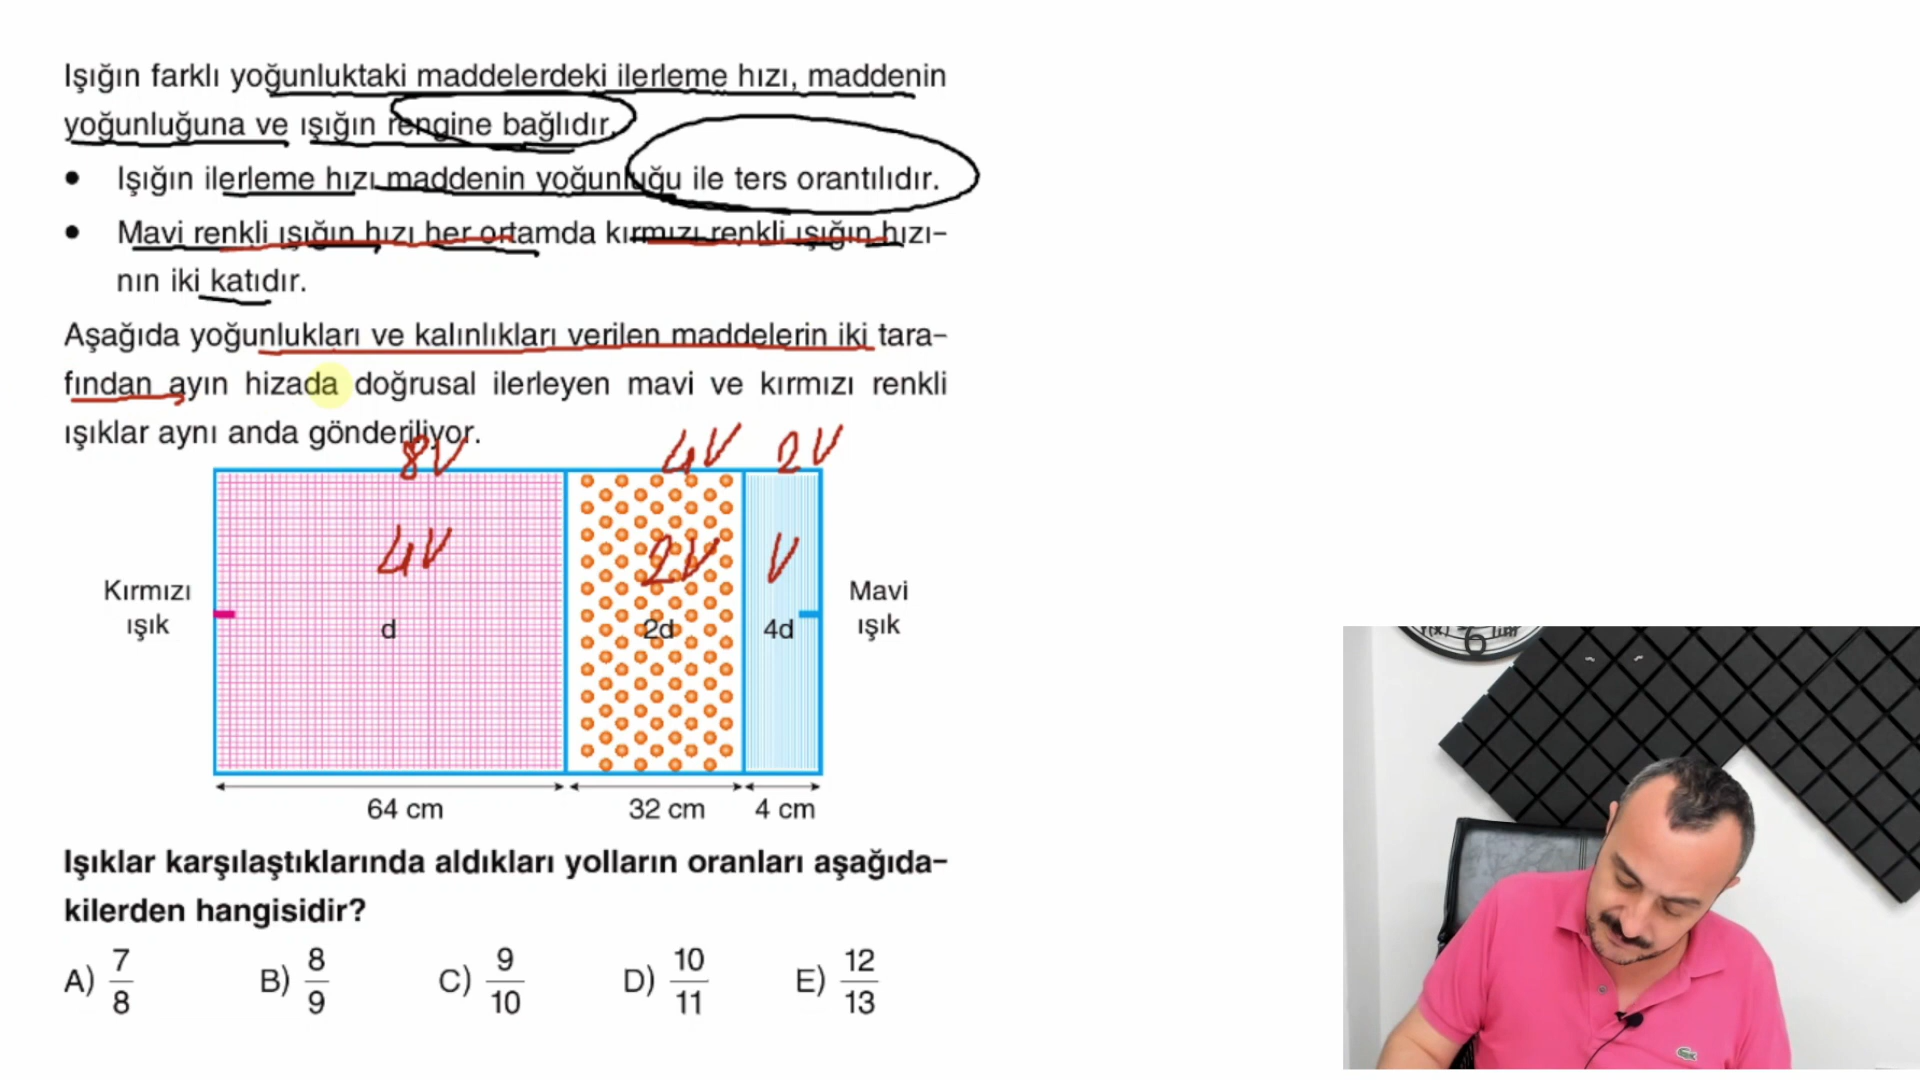 Işığın farklı yoğunluktaki maddelerdeki ilerleme hızı, maddenin
yoğunluğuna ve ışığın rengine bağlıdır.
• Işığın ilerleme hızı maddenin yoğunluğu ile ters orantılıdır.
• Mavi renkli ışığın hızı her ortamda kırmızı renkli ışığın hızı-
nın iki katıdır.
Aşağıda yoğunlukları ve kalınlıkları verilen maddelerin iki tara-
fından ayın hizada doğrusal ilerleyen mavi ve kırmızı renkli
ışıklar aynı anda gönderiliyor.
8V 4V 2V
4V 2V V
Kırmızı ışık
d 2d 4d
Mavi ışık
64 cm 32 cm 4 cm
Işıklar karşılaştıklarında aldıkları yolların oranları aşağıda-
kilerden hangisidir?
A) 7/8 B) 8/9 C) 9/10 D) 10/11 E) 12/13
6